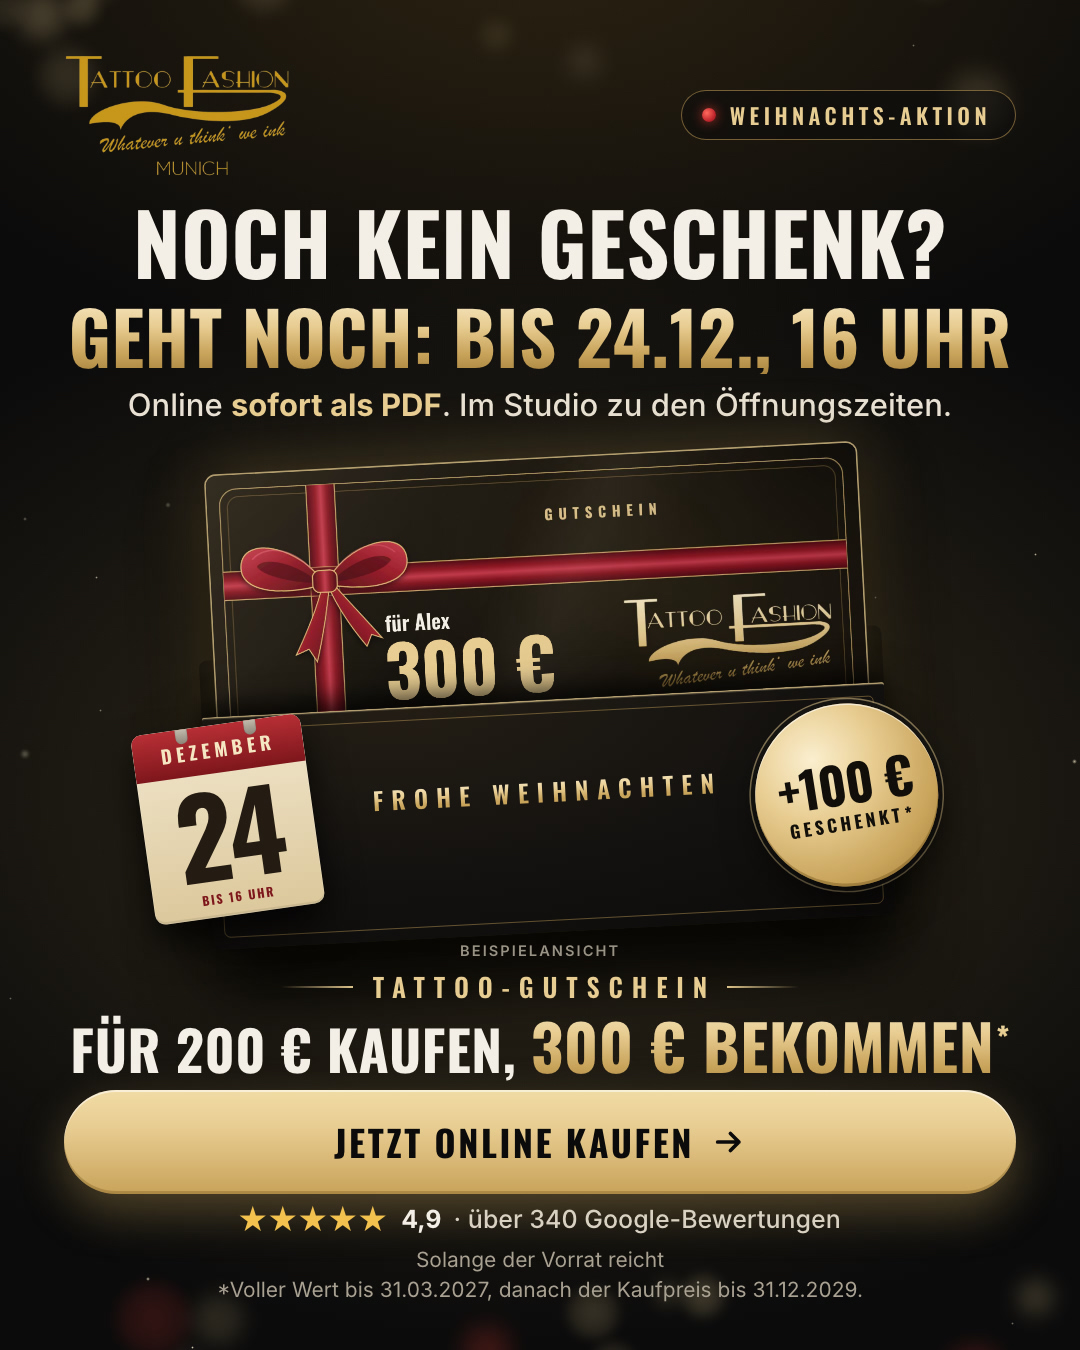 TATTOO FASHION
Whatever u think' we ink
MUNICH
WEIHNACHTS-AKTION
NOCH KEIN GESCHENK?
GEHT NOCH: BIS 24.12., 16 UHR
Online sofort als PDF. Im Studio zu den Öffnungszeiten.
GUTSCHEIN
für Alex
300 €
TATTOO FASHION
Whatever u think' we ink
DEZEMBER
24
BIS 16 UHR
FROHE WEIHNACHTEN
+100 €
GESCHENKT*
BEISPIELANSICHT
TATTOO-GUTSCHEIN
FÜR 200 € KAUFEN, 300 € BEKOMMEN*
JETZT ONLINE KAUFEN →
★★★★★ 4,9 · über 340 Google-Bewertungen
Solange der Vorrat reicht
*Voller Wert bis 31.03.2027, danach der Kaufpreis bis 31.12.2029.